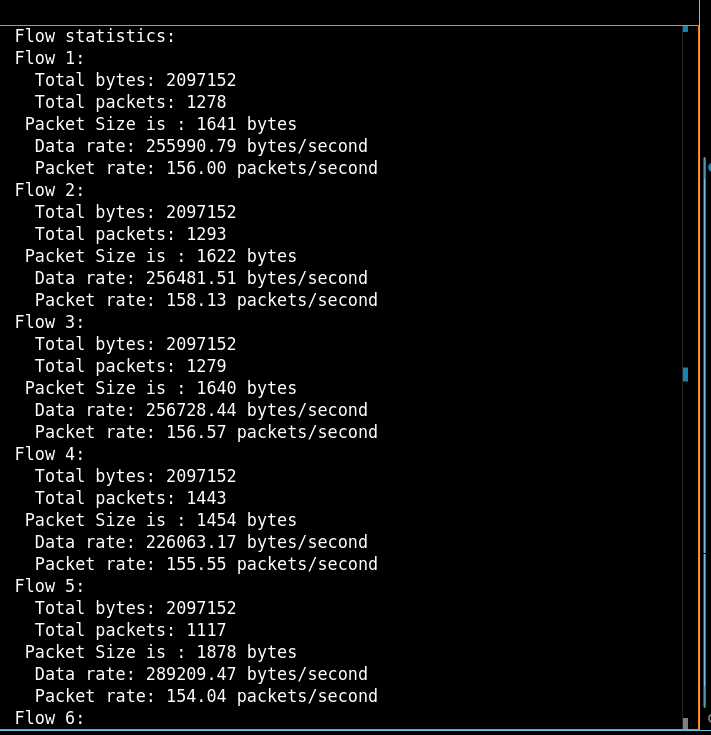 Flow statistics:
Flow 1:
Total bytes: 2097152
Total packets: 1278
Packet Size is : 1641 bytes
Data rate: 255990.79 bytes/second
Packet rate: 156.00 packets/second
Flow 2:
Total bytes: 2097152
Total packets: 1293
Packet Size is : 1622 bytes
Data rate: 256481.51 bytes/second
Packet rate: 158.13 packets/second
Flow 3:
Total bytes: 2097152
Total packets: 1279
Packet Size is : 1640 bytes
Data rate: 256728.44 bytes/second
Packet rate: 156.57 packets/second
Flow 4:
Total bytes: 2097152
Total packets: 1443
Packet Size is : 1454 bytes
Data rate: 226063.17 bytes/second
Packet rate: 155.55 packets/second
Flow 5:
Total bytes: 2097152
Total packets: 1117
Packet Size is : 1878 bytes
Data rate: 289209.47 bytes/second
Packet rate: 154.04 packets/second
Flow 6: